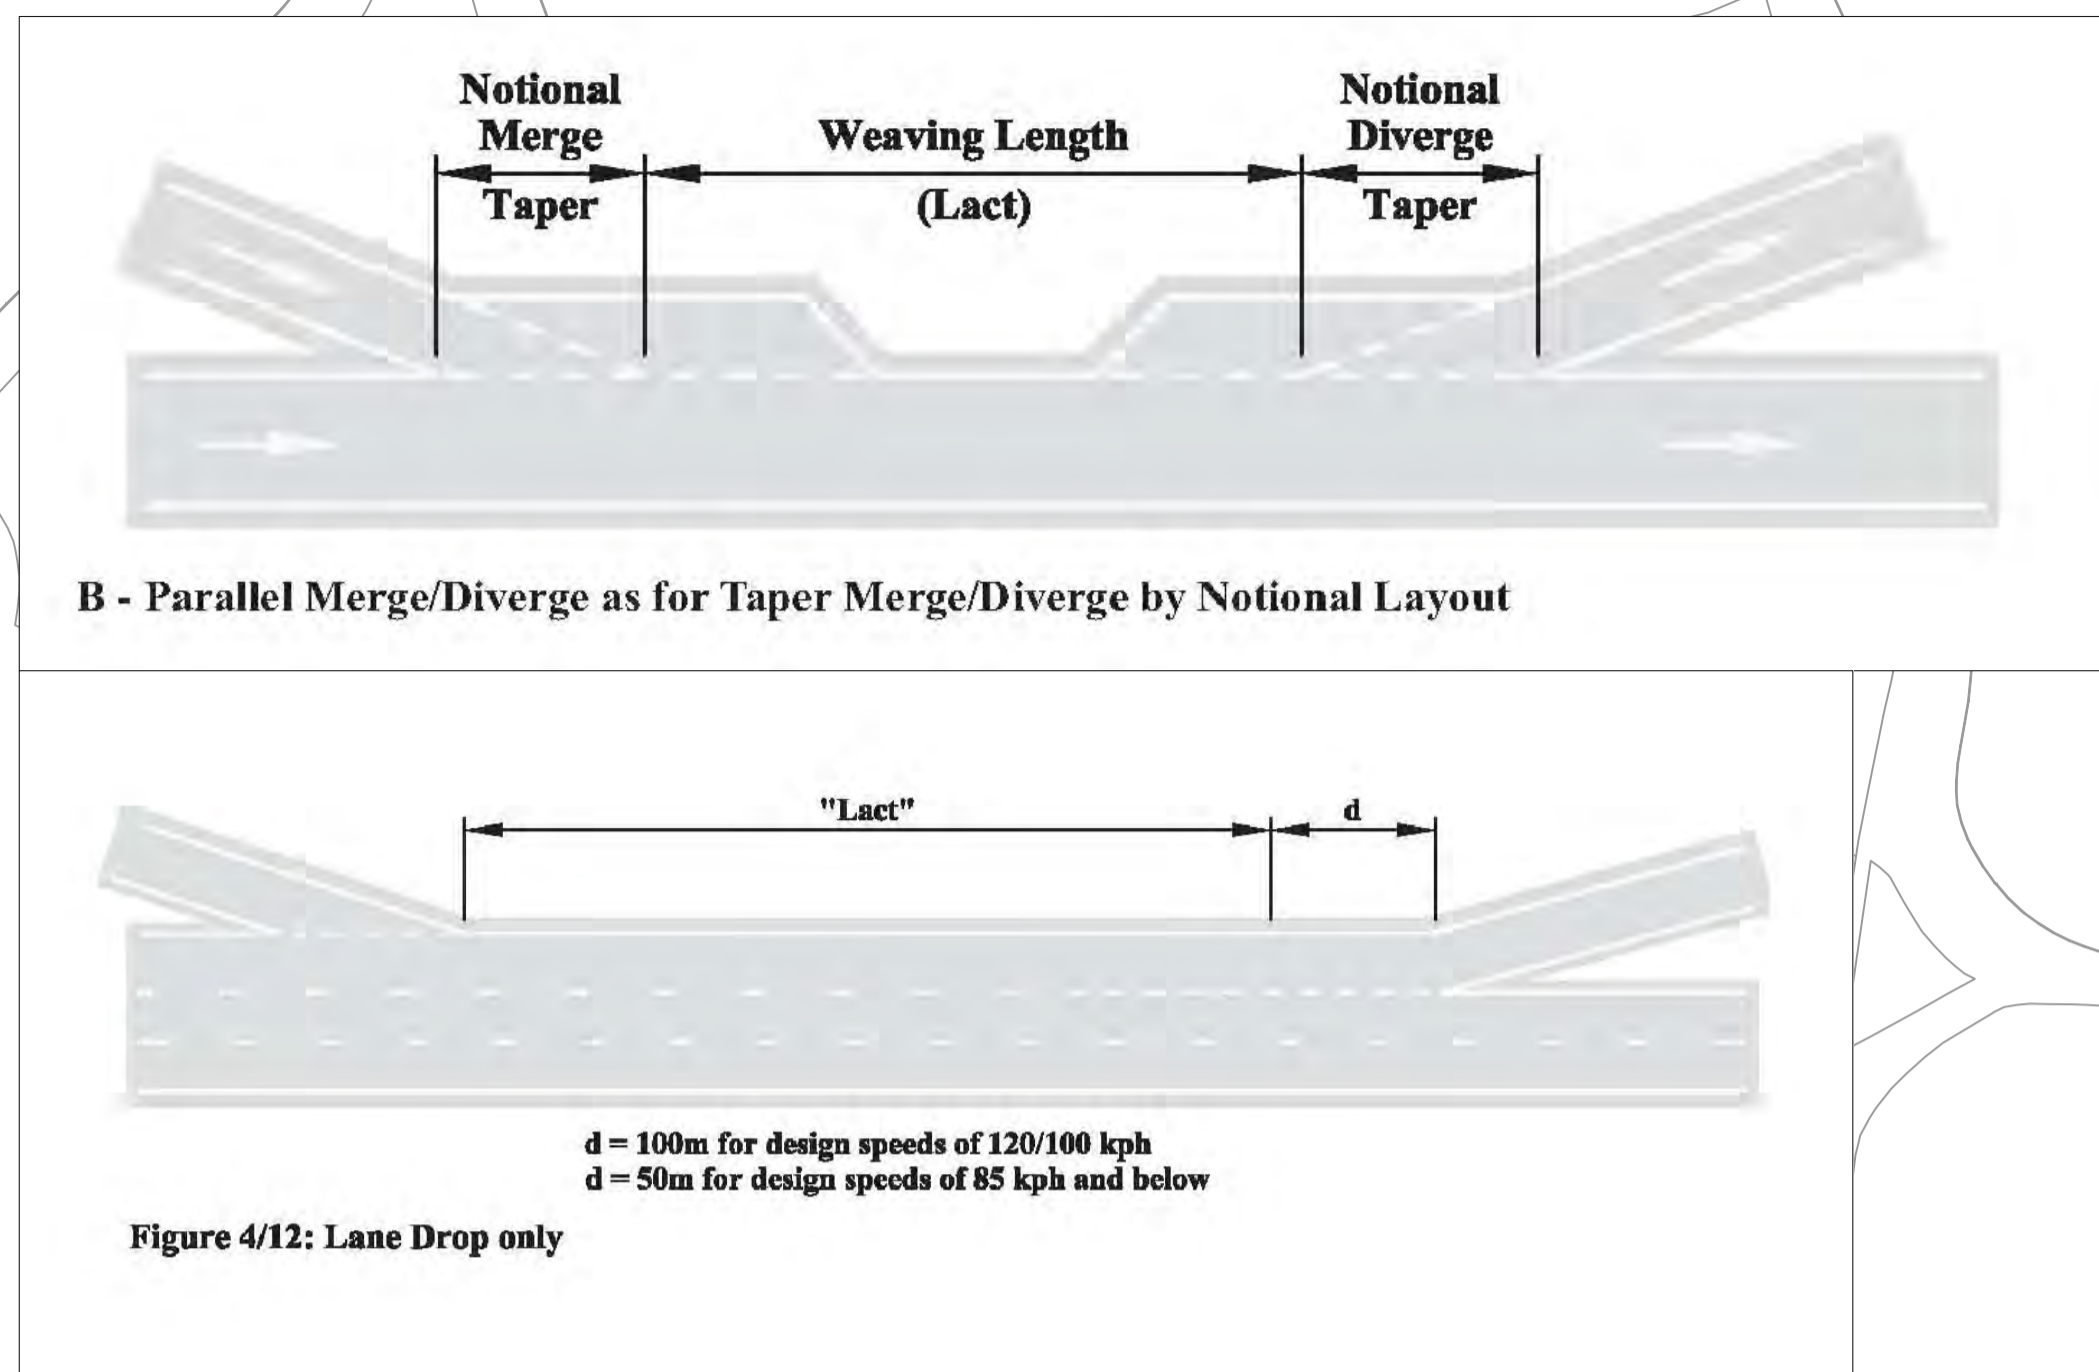 Notional
Merge
Taper
Weaving Length
(Lact)
Notional
Diverge
Taper
B - Parallel Merge/Diverge as for Taper Merge/Diverge by Notional Layout
"Lact"
d
d = 100m for design speeds of 120/100 kph
d = 50m for design speeds of 85 kph and below
Figure 4/12: Lane Drop only